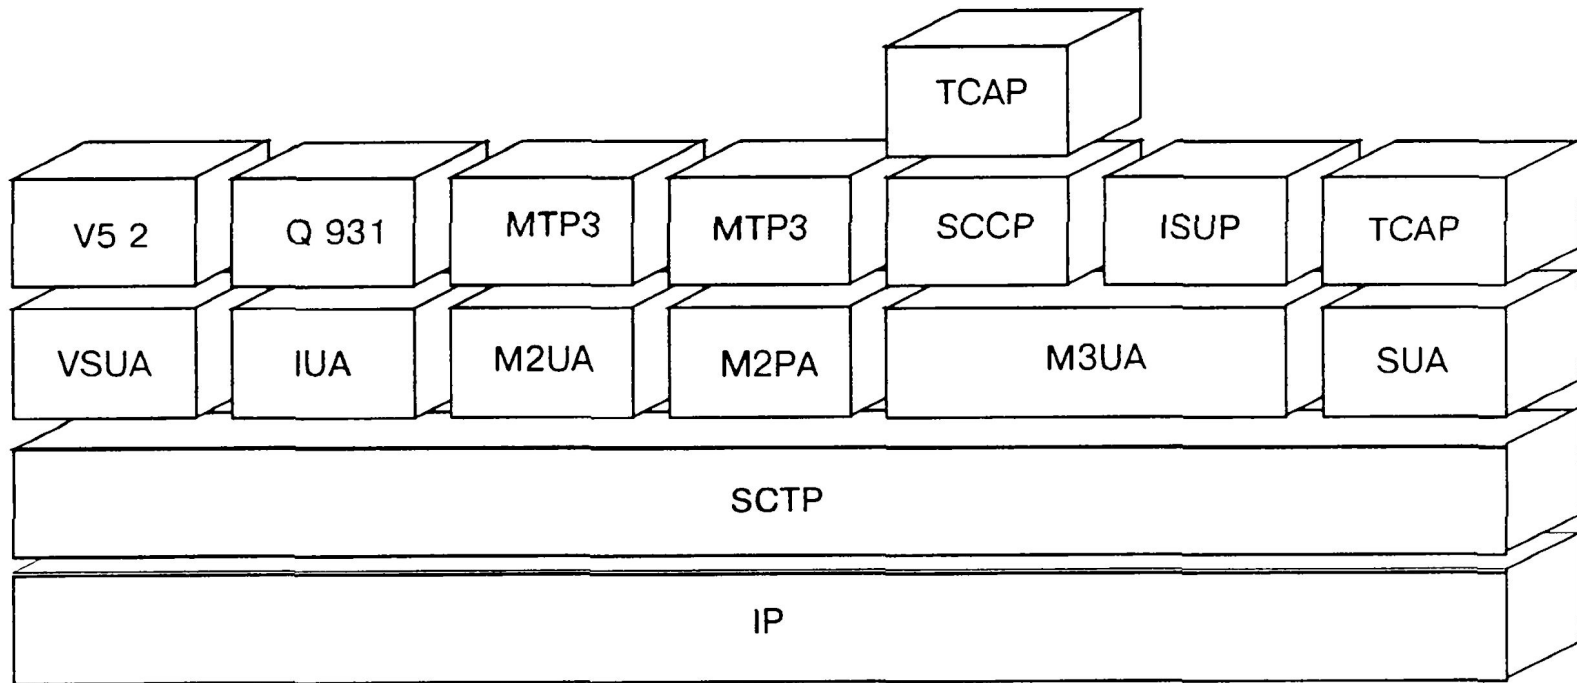 TCAP
V5 2
Q 931
MTP3
MTP3
SCCP
ISUP
TCAP
VSUA
IUA
M2UA
M2PA
M3UA
SUA
SCTP
IP